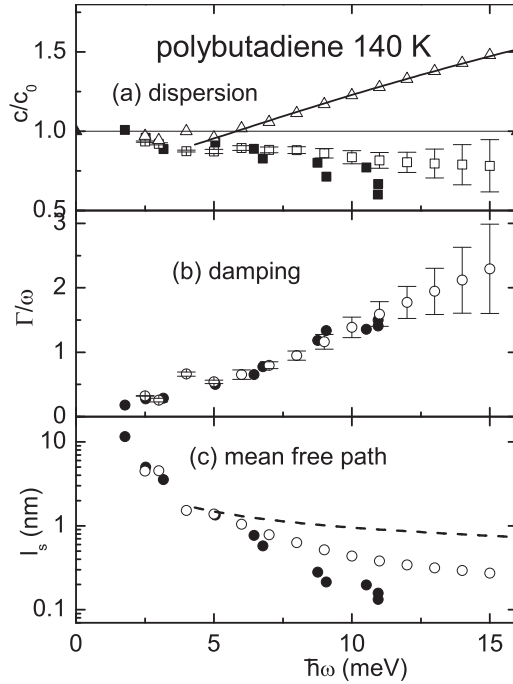 polybutadiene 140 K
(a) dispersion
c/c₀
1.5
1.0
0.5
(b) damping
Γ/ω
3
2
1
0
(c) mean free path
lₛ (nm)
10
1
0.1
0 5 10 15
ħω (meV)